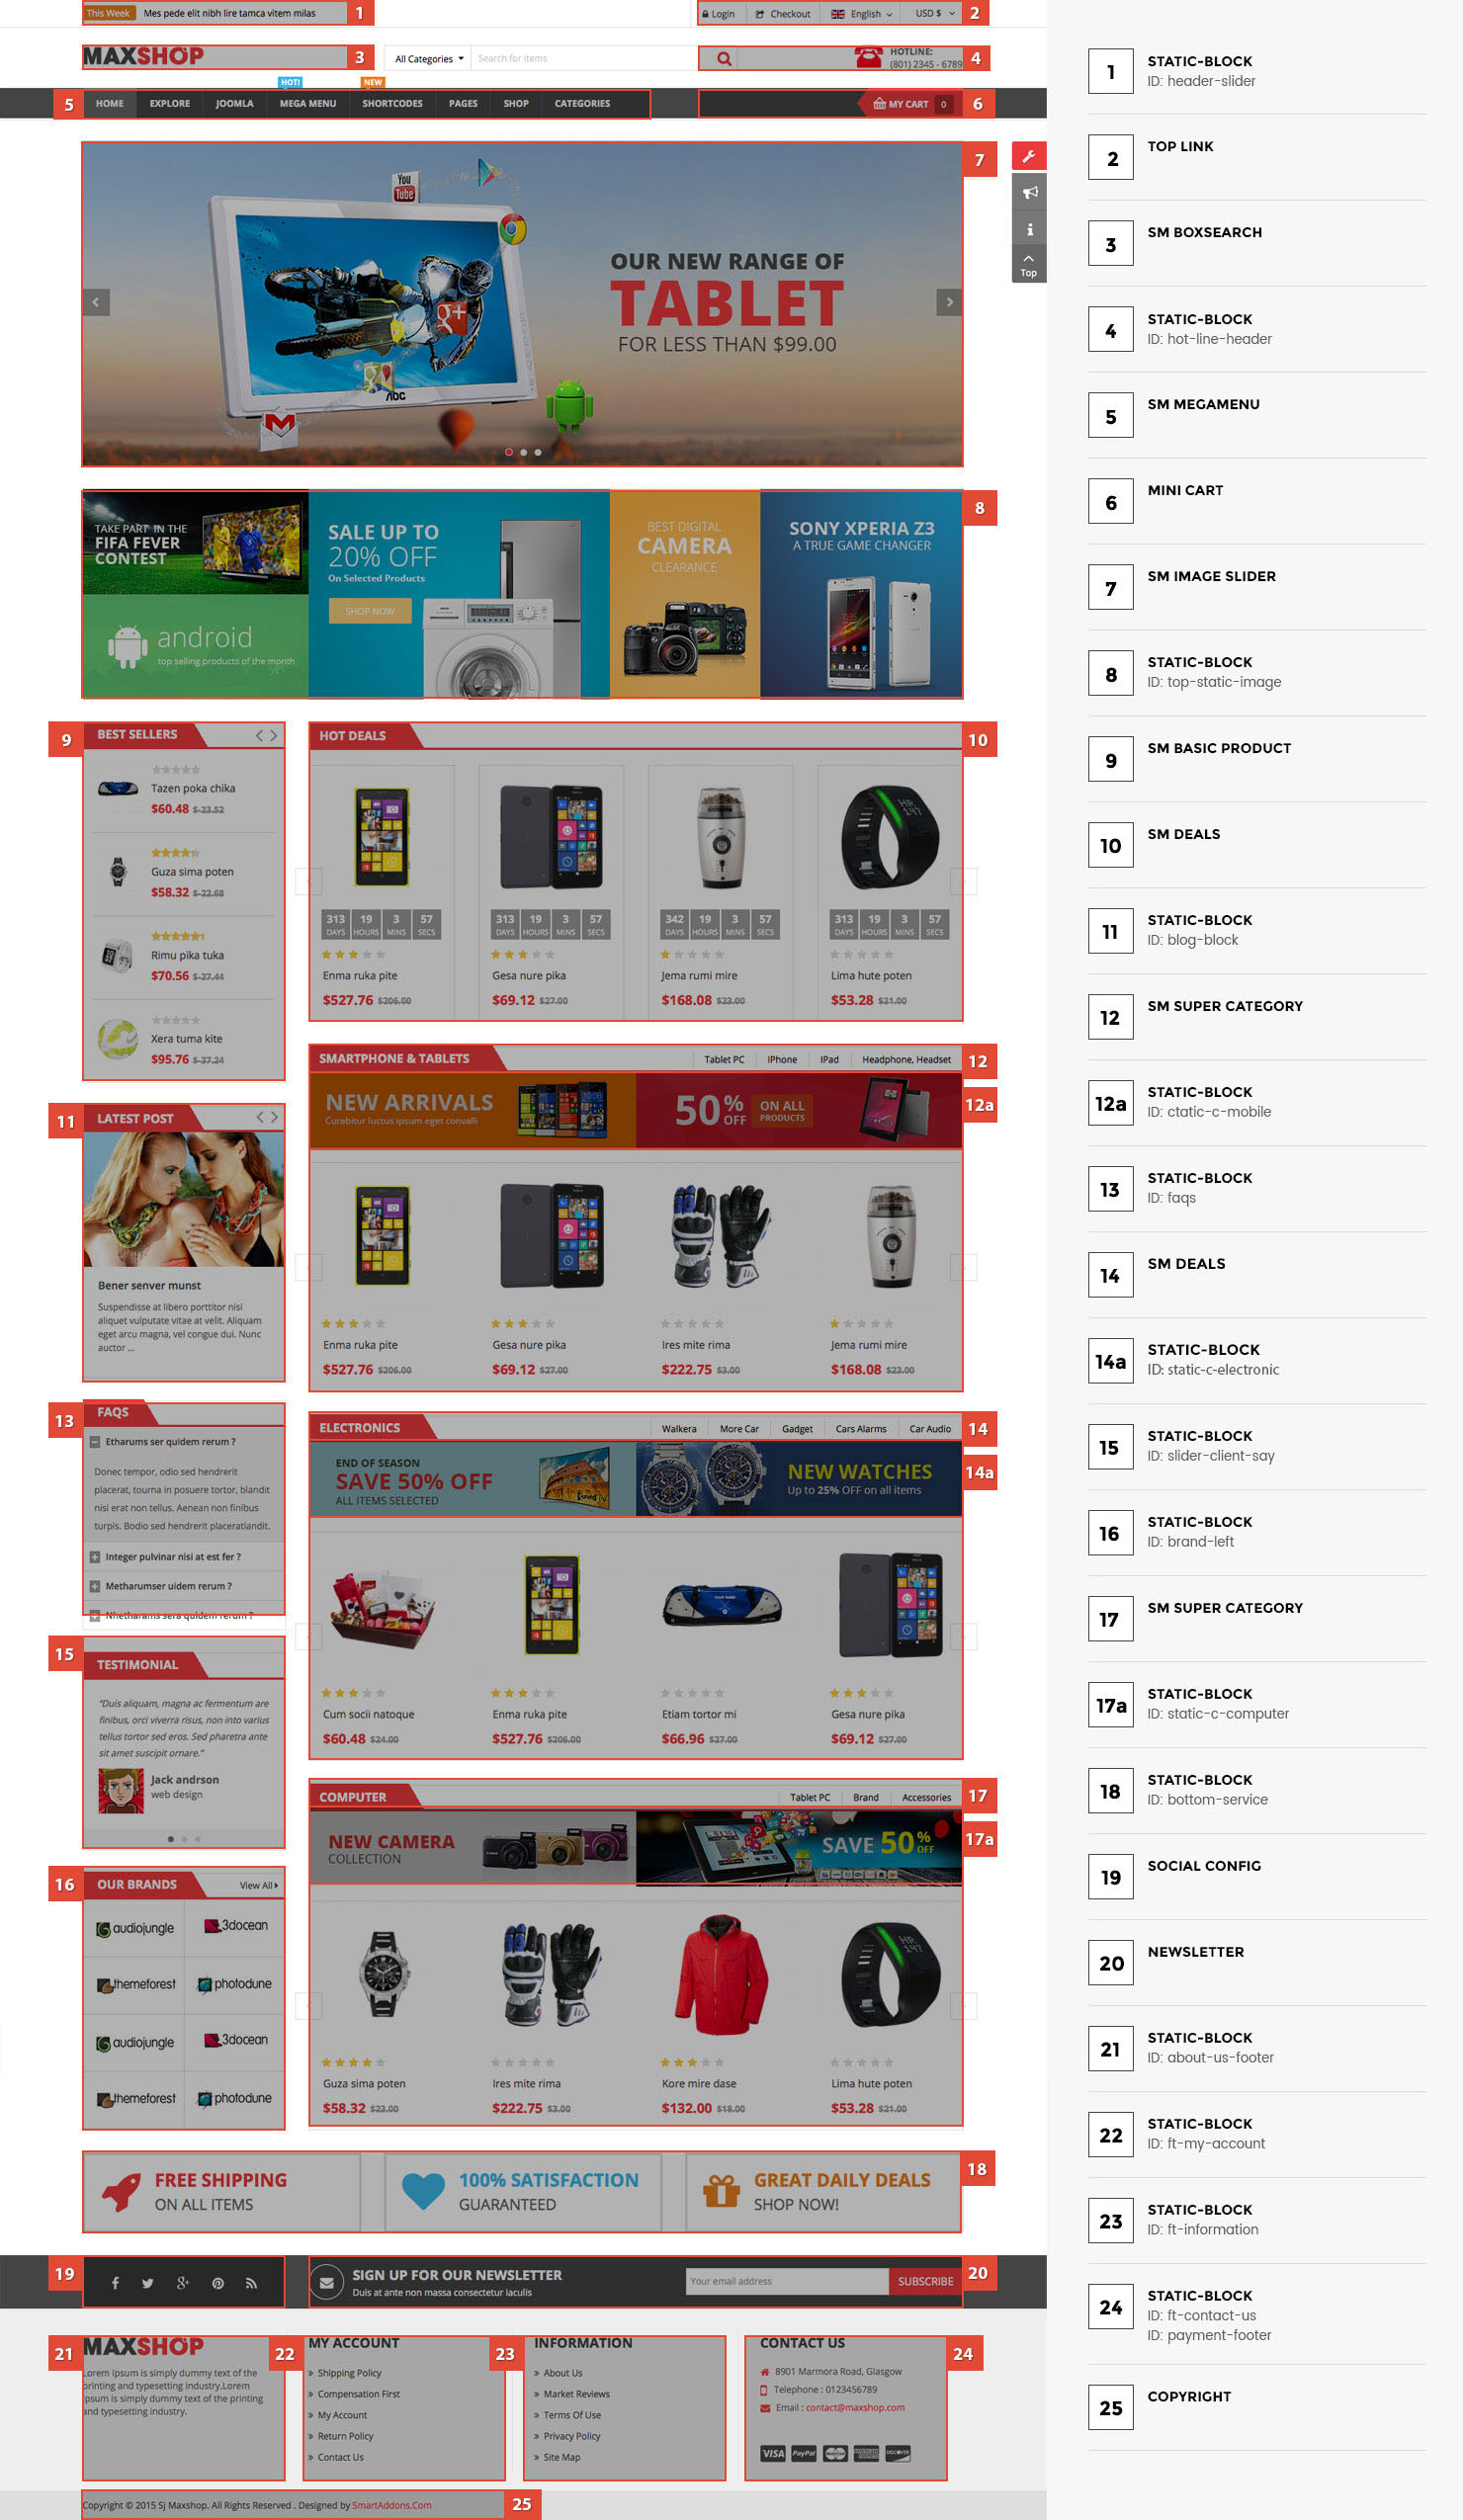 This Week Mes pede elit nibh lire tamca vitem milas 1
Login Checkout English USD $ 2
MAXSHOP 3
All Categories Search for items
HOTLINE: 4
(801) 2345 - 6789
HOT!
NEW
5 HOME EXPLORE JOOMLA MEGA MENU SHORTCODES PAGES SHOP CATEGORIES
MY CART 0 6
7
You
Tube
g+
AOC
OUR NEW RANGE OF
TABLET
FOR LESS THAN $99.00
Top
8
TAKE PART IN THE
FIFA FEVER
CONTEST
android
top selling products of the month
SALE UP TO
20% OFF
On Selected Products
SHOP NOW
BEST DIGITAL
CAMERA
CLEARANCE
SONY XPERIA Z3
A TRUE GAME CHANGER
9 BEST SELLERS
Tazen poka chika
$60.48 $-23.52
Guza sima poten
$58.32 $-22.68
Rimu pika tuka
$70.56 $-27.44
Xera tuma kite
$95.76 $-37.24
HOT DEALS 10
HR
147
313 19 3 57
DAYS HOURS MINS SECS
313 19 3 57
DAYS HOURS MINS SECS
342 19 3 57
DAYS HOURS MINS SECS
313 19 3 57
DAYS HOURS MINS SECS
Enma ruka pite
$527.76 $206.00
Gesa nure pika
$69.12 $27.00
Jema rumi mire
$168.08 $23.00
Lima hute poten
$53.28 $21.00
11 LATEST POST
Bener senver munst
Suspendisse at libero porttitor nisi
aliquet vulputate vitae at velit. Aliquam
eget arcu magna, vel congue dui. Nunc
auctor ...
SMARTPHONE & TABLETS Tablet PC IPhone IPad Headphone, Headset 12
12a
NEW ARRIVALS
Curabitur luctus ipsum eget convalli
50% OFF
ON ALL
PRODUCTS
Enma ruka pite
$527.76 $206.00
Gesa nure pika
$69.12 $27.00
Ires mite rima
$222.75 $3.00
Jema rumi mire
$168.08 $23.00
13 FAQS
Etharums ser quidem rerum ?
Donec tempor, odio sed hendrerit
placerat, tourna in posuere tortor, blandit
nisi erat non tellus. Aenean non finibus
turpis. Bodio sed hendrerit placeratlandit.
Integer pulvinar nisi at est fer ?
Metharumser uidem rerum ?
Nhetharams sera quidem rerum ?
ELECTRONICS Walkera More Car Gadget Cars Alarms Car Audio 14
14a
END OF SEASON
SAVE 50% OFF
ALL ITEMS SELECTED
NEW WATCHES
Up to 25% OFF on all items
Cum socii natoque
$60.48 $24.00
Enma ruka pite
$527.76 $206.00
Etiam tortor mi
$66.96 $27.00
Gesa nure pika
$69.12 $27.00
15 TESTIMONIAL
"Duis aliquam, magna ac fermentum are
finibus, orci viverra risus, non into varius
tellus tortor sed eros. Sed pharetra ante
sit amet suscipit ornare."
Jack andrson
web design
16 OUR BRANDS View All
audiojungle 3docean
themeforest photodune
audiojungle 3docean
themeforest photodune
COMPUTER Tablet PC Brand Accessories 17
17a
NEW CAMERA
COLLECTION
SAVE 50% OFF
HR
147
Guza sima poten
$58.32 $23.00
Ires mite rima
$222.75 $3.00
Kore mire dase
$132.00 $18.00
Lima hute poten
$53.28 $21.00
FREE SHIPPING
ON ALL ITEMS
100% SATISFACTION
GUARANTEED
GREAT DAILY DEALS
SHOP NOW!
18
19
SIGN UP FOR OUR NEWSLETTER
Duis at ante non massa consectetur iaculis
Your email address SUBSCRIBE 20
21 MAXSHOP
Lorem Ipsum is simply dummy text of the
printing and typesetting industry.Lorem
Ipsum is simply dummy text of the printing
and typesetting industry.
22 MY ACCOUNT
» Shipping Policy
» Compensation First
» My Account
» Return Policy
» Contact Us
23 INFORMATION
» About Us
» Market Reviews
» Terms Of Use
» Privacy Policy
» Site Map
CONTACT US 24
8901 Marmora Road, Glasgow
Telephone : 0123456789
Email : contact@maxshop.com
VISA PayPal DISCOVER
Copyright © 2015 Sj Maxshop. All Rights Reserved . Designed by SmartAddons.Com 25
1 STATIC-BLOCK
ID: header-slider
2 TOP LINK
3 SM BOXSEARCH
4 STATIC-BLOCK
ID: hot-line-header
5 SM MEGAMENU
6 MINI CART
7 SM IMAGE SLIDER
8 STATIC-BLOCK
ID: top-static-image
9 SM BASIC PRODUCT
10 SM DEALS
11 STATIC-BLOCK
ID: blog-block
12 SM SUPER CATEGORY
12a STATIC-BLOCK
ID: ctatic-c-mobile
13 STATIC-BLOCK
ID: faqs
14 SM DEALS
14a STATIC-BLOCK
ID: static-c-electronic
15 STATIC-BLOCK
ID: slider-client-say
16 STATIC-BLOCK
ID: brand-left
17 SM SUPER CATEGORY
17a STATIC-BLOCK
ID: static-c-computer
18 STATIC-BLOCK
ID: bottom-service
19 SOCIAL CONFIG
20 NEWSLETTER
21 STATIC-BLOCK
ID: about-us-footer
22 STATIC-BLOCK
ID: ft-my-account
23 STATIC-BLOCK
ID: ft-information
24 STATIC-BLOCK
ID: ft-contact-us
ID: payment-footer
25 COPYRIGHT